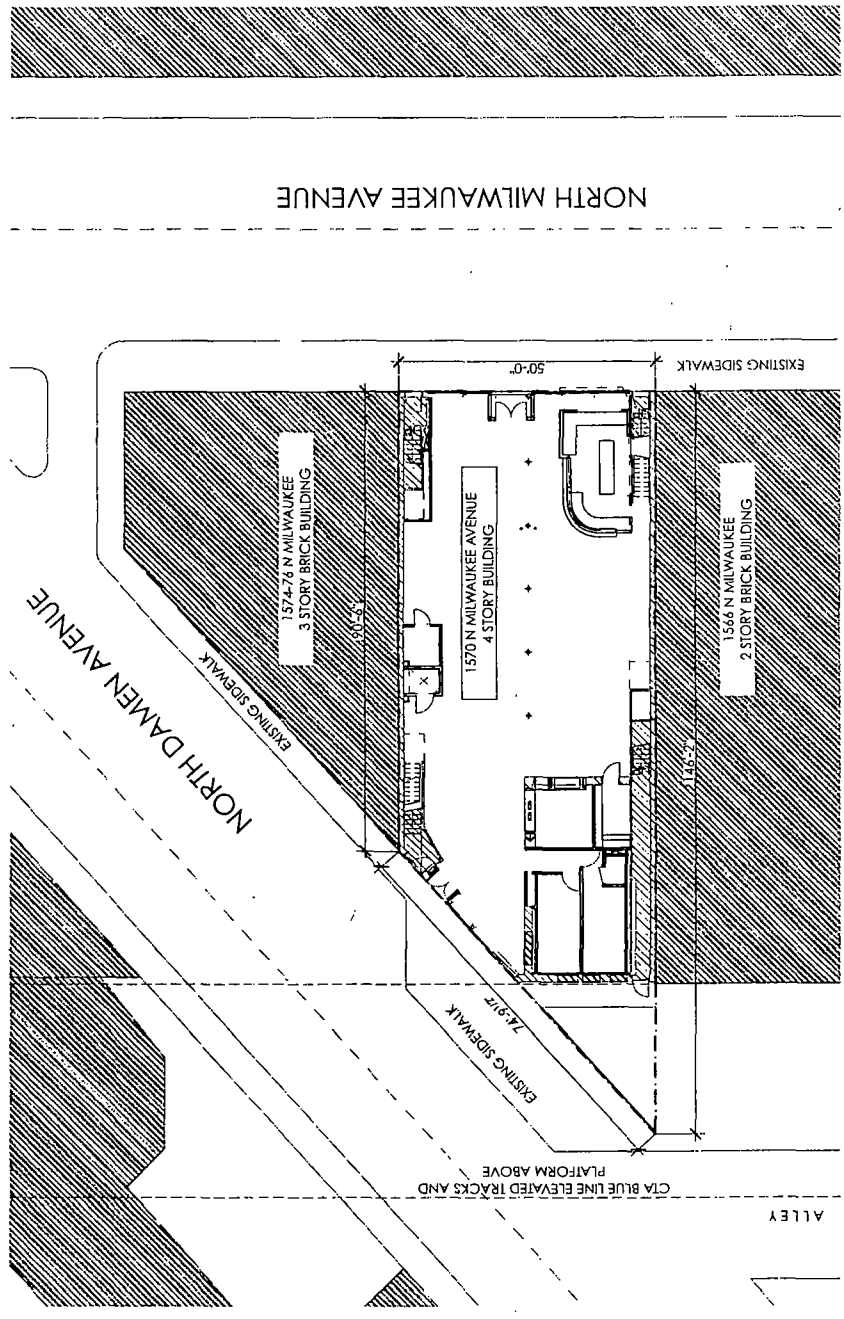 NORTH MILWAUKEE AVENUE
EXISTING SIDEWALK
50'-0"
1574-76 N MILWAUKEE
3 STORY BRICK BUILDING
90'-6"
1570 N MILWAUKEE AVENUE
4 STORY BUILDING
X
1566 N MILWAUKEE
2 STORY BRICK BUILDING
146'-2"
NORTH DAMEN AVENUE
EXISTING SIDEWALK
74'-9 1/2"
EXISTING SIDEWALK
CTA BLUE LINE ELEVATED TRACKS AND
PLATFORM ABOVE
ALLEY